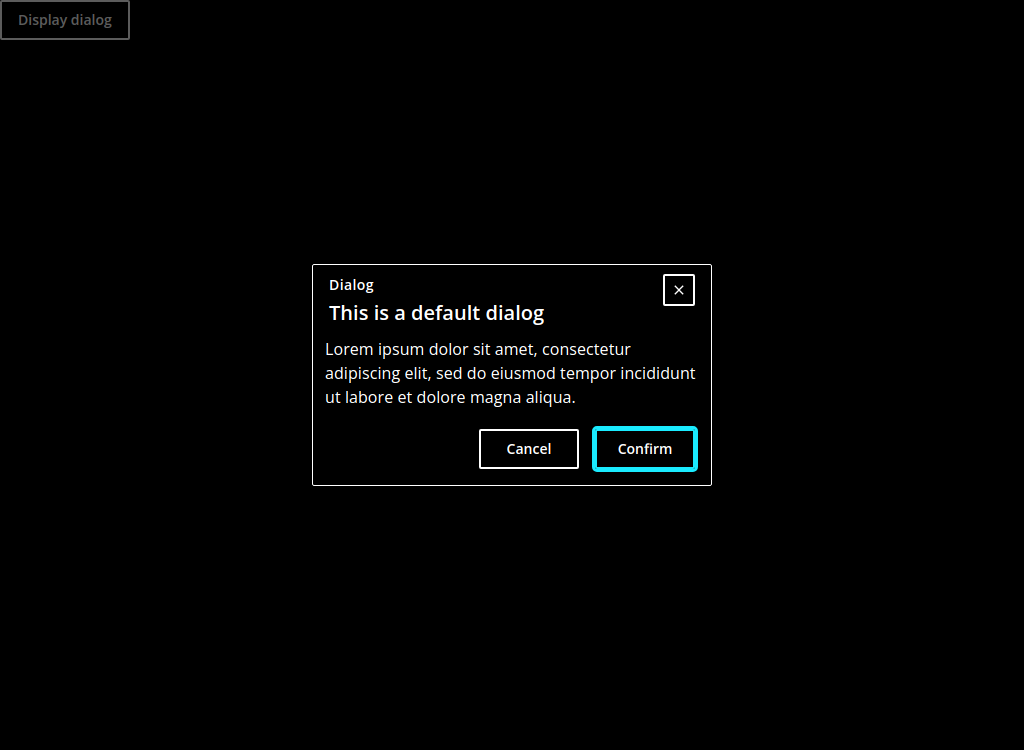 Display dialog
Dialog
This is a default dialog
Lorem ipsum dolor sit amet, consectetur
adipiscing elit, sed do eiusmod tempor incididunt
ut labore et dolore magna aliqua.
Cancel
Confirm